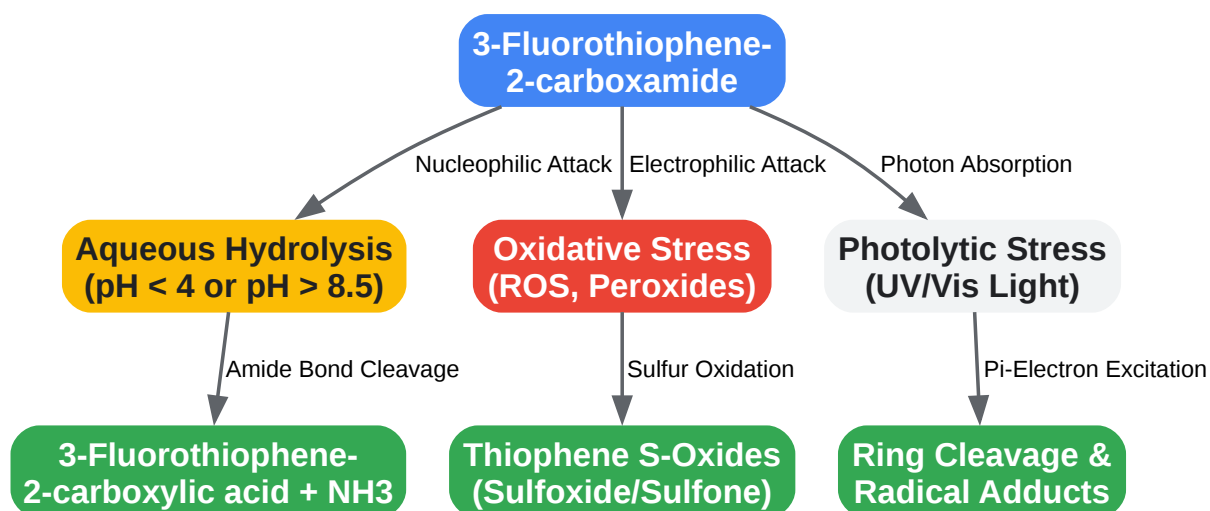 3-Fluorothiophene-
2-carboxamide
Nucleophilic Attack
Electrophilic Attack
Photon Absorption
Aqueous Hydrolysis
(pH < 4 or pH > 8.5)
Oxidative Stress
(ROS, Peroxides)
Photolytic Stress
(UV/Vis Light)
Amide Bond Cleavage
Sulfur Oxidation
Pi-Electron Excitation
3-Fluorothiophene-
2-carboxylic acid + NH3
Thiophene S-Oxides
(Sulfoxide/Sulfone)
Ring Cleavage &
Radical Adducts